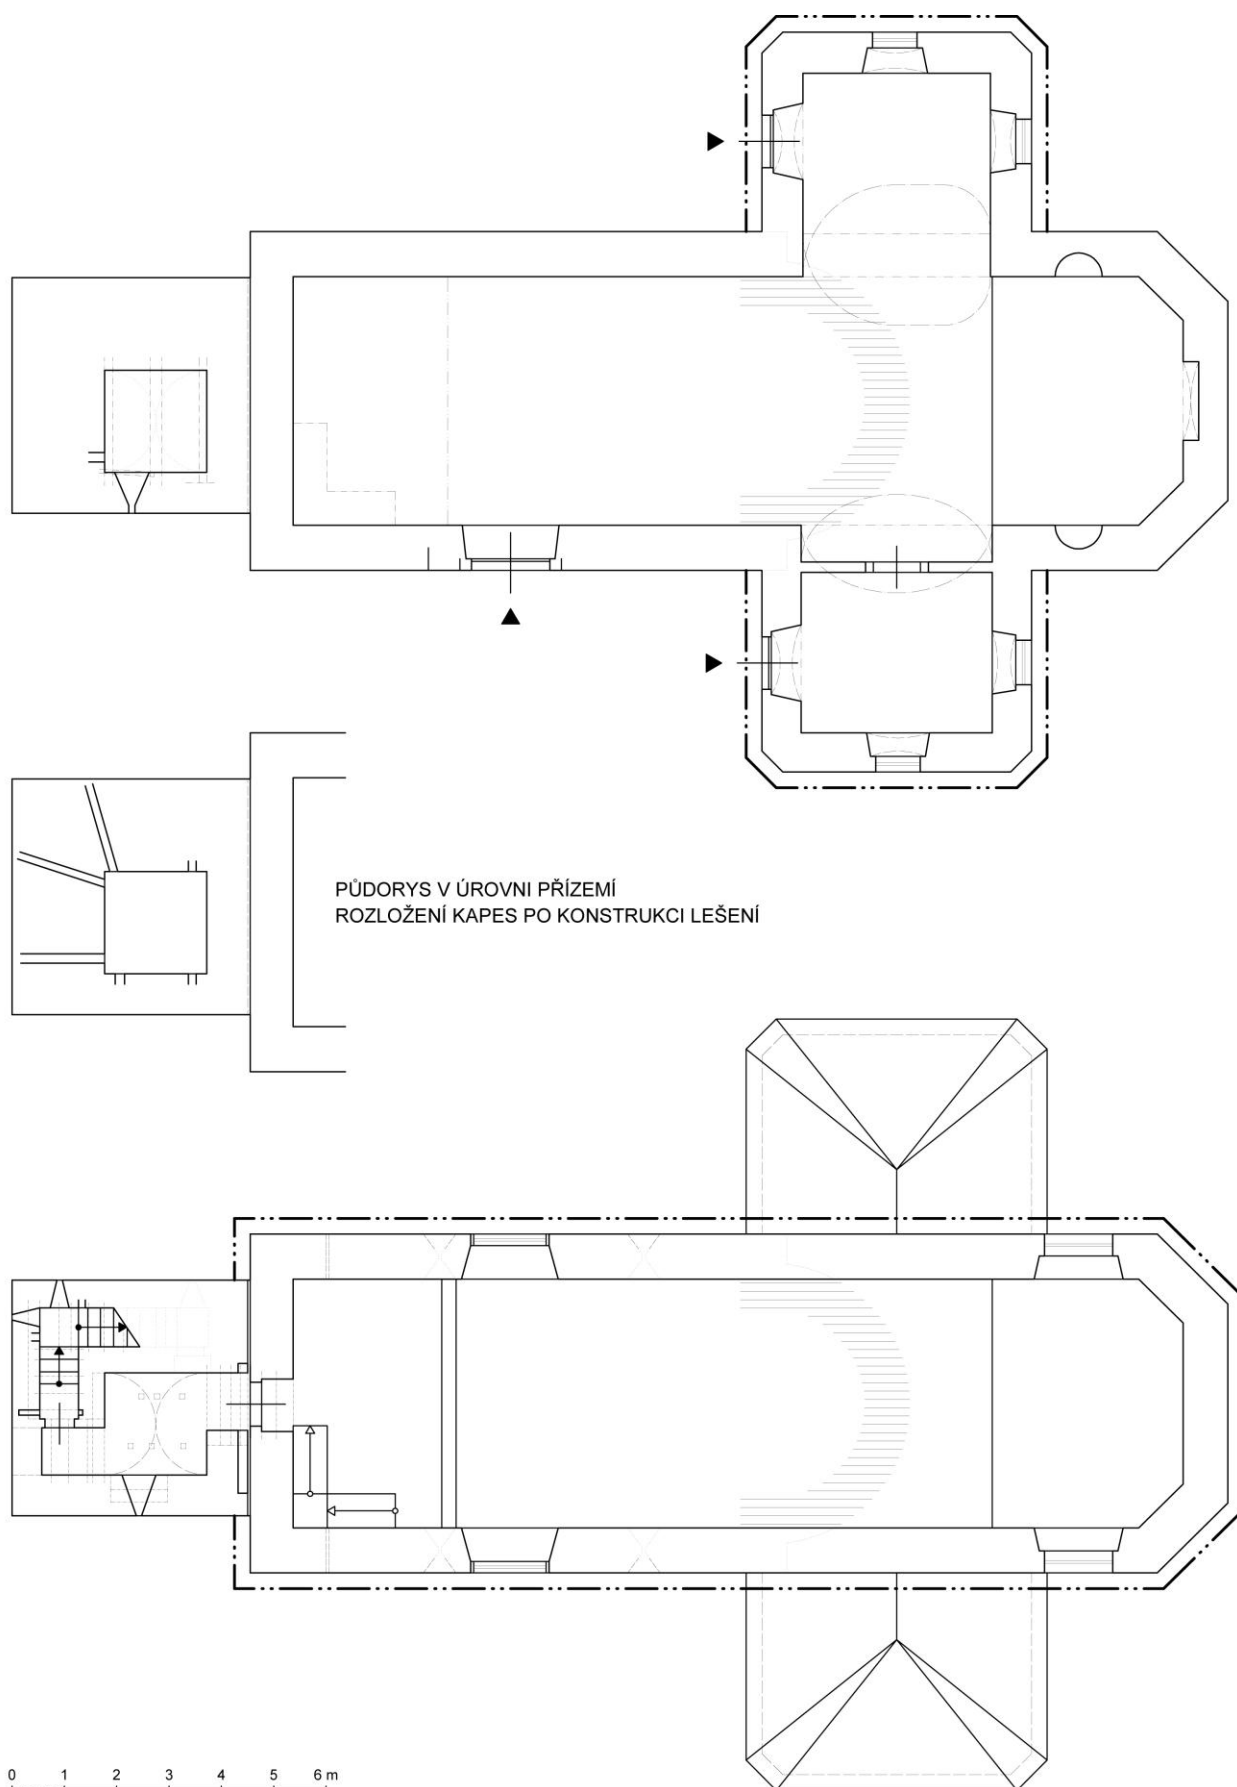 PŮDORYS V ÚROVNI PŘÍZEMÍ
ROZLOŽENÍ KAPES PO KONSTRUKCI LEŠENÍ
0 1 2 3 4 5 6 m